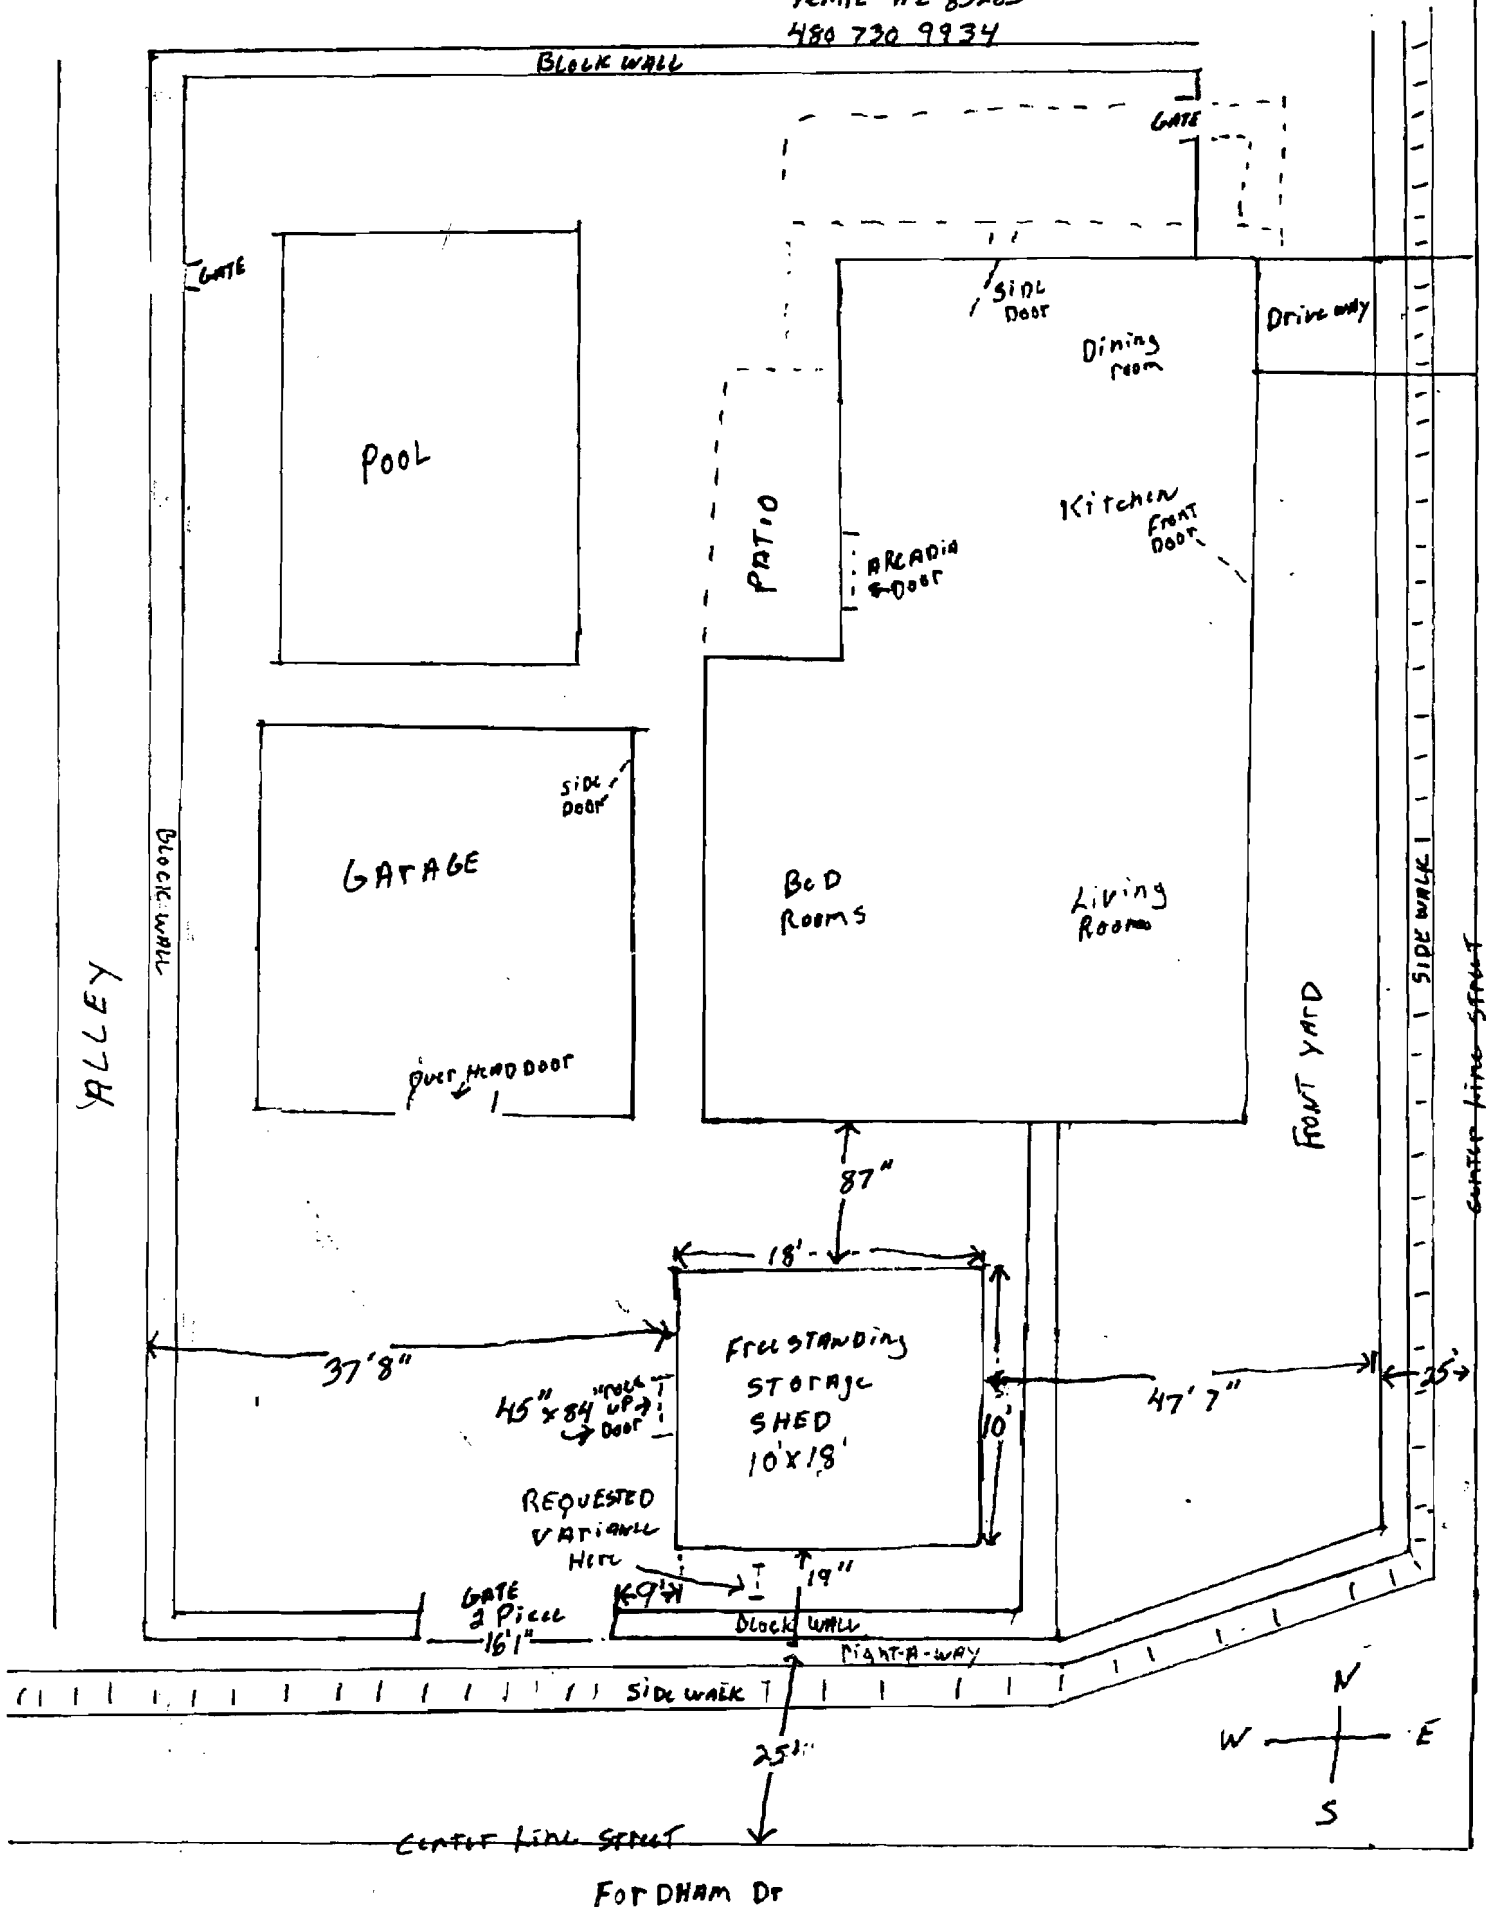 480 730 9934
BLOCK WALL
GATE
GATE
SIDE
DOOR
Drive way
Dining
room
POOL
Kitchen
FRONT
DOOR
PATIO
ARCADIA
DOOR
SIDE
DOOR
GARAGE
BLOCK WALL
BED
ROOMS
Living
Room
SIDE WALK
CENTER Line STREET
ALLEY
FRONT YARD
Over HEAD DOOR
87"
18'
37'8"
Free STANDing
STORAGE
SHED
10'X18'
10'
47'7"
25'
45" x 84"
UP
DOOR
REQUESTED
VARIANCE
Here
9'
19"
GATE
2 Piece
16'1"
BLOCK WALL
right-A-WAY
SIDE WALK
N
W E
S
25'
CENTER Line STREET
ForDHAM Dr